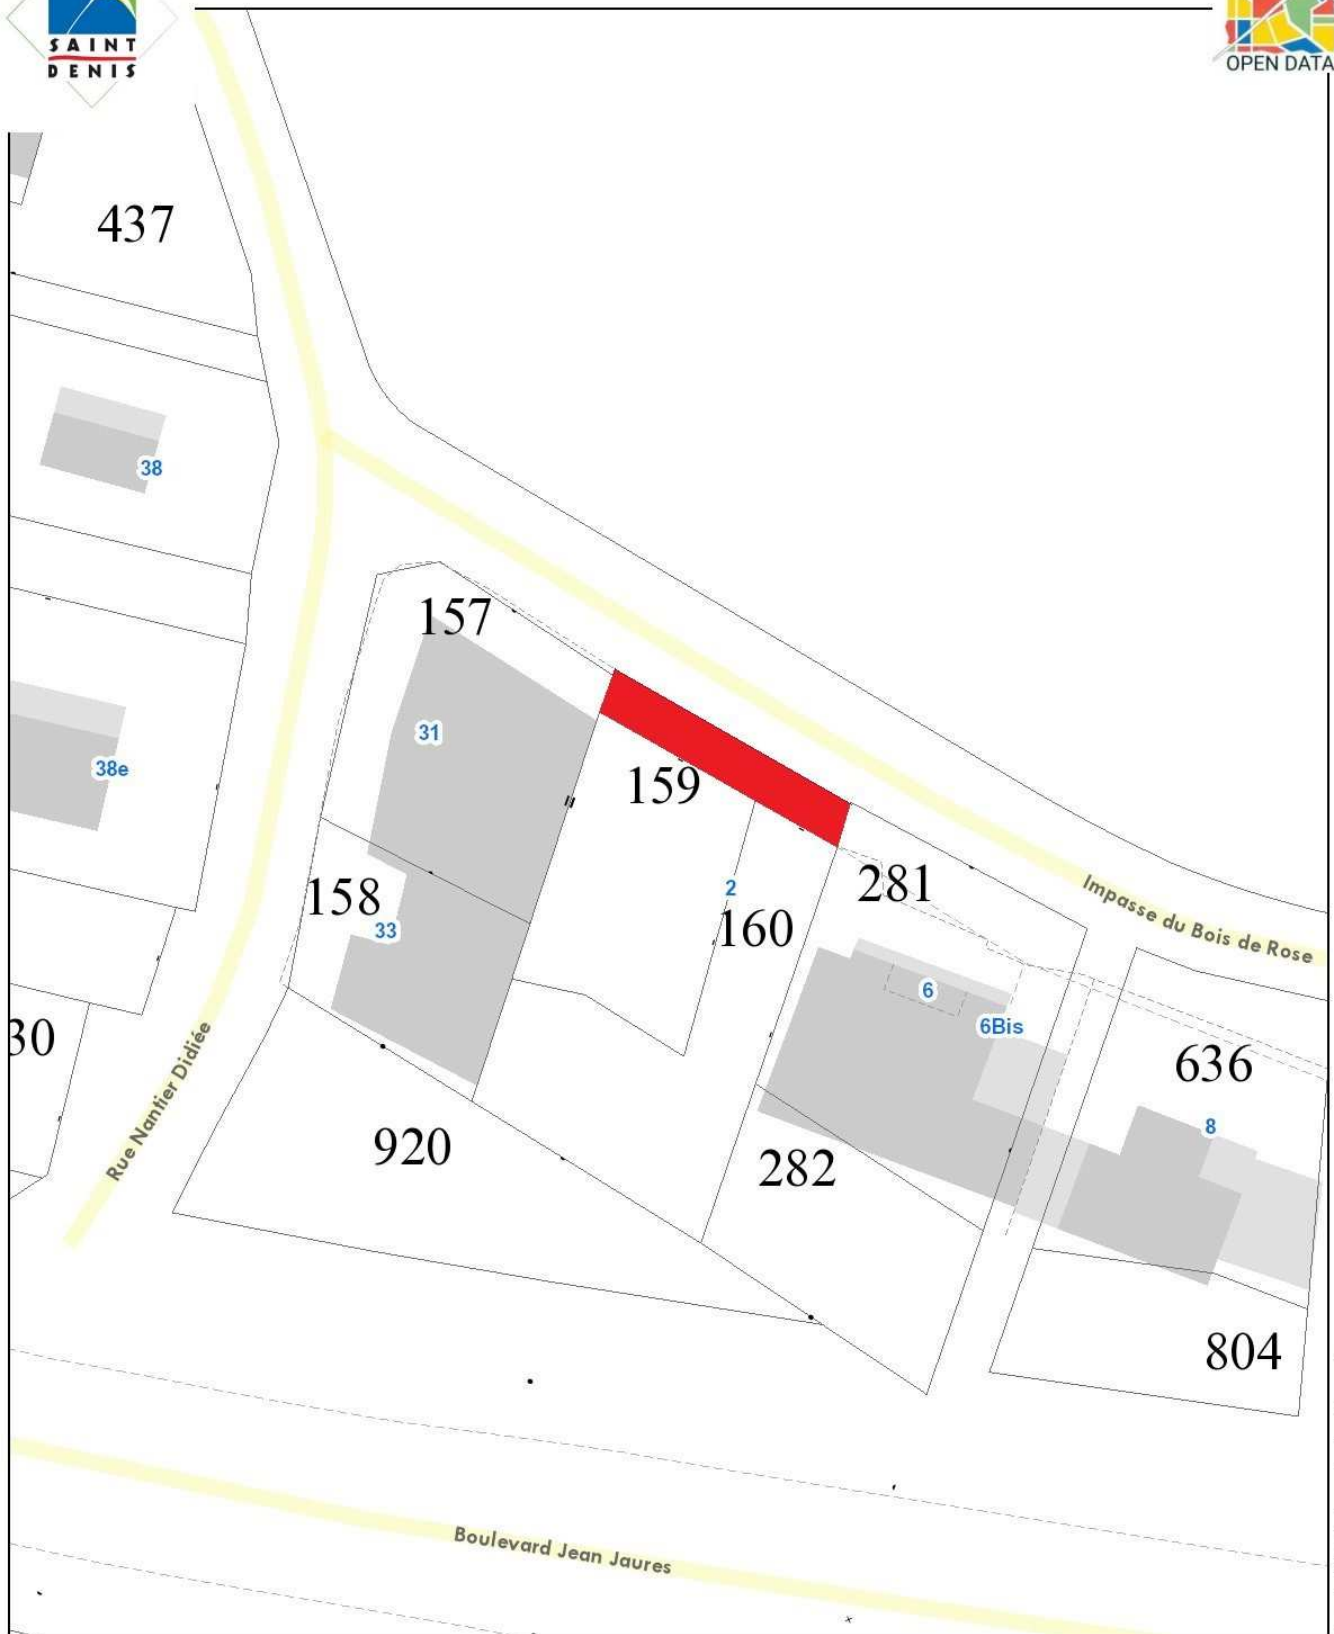 SAINT
DENIS
OPEN DATA
437
38
157
31
38e
159
158
33
2
160
281
Impasse du Bois de Rose
6
6Bis
30
Rue Nantier Didiée
636
8
920
282
804
Boulevard Jean Jaures